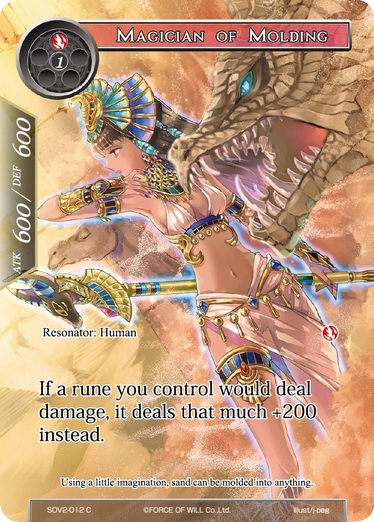 Magician of Molding
1
ATK 600 / DEF 600
Resonator: Human
If a rune you control would deal
damage, it deals that much +200
instead.
Using a little imagination, sand can be molded into anything.
SDV2-012 C ©FORCE OF WILL Co.,Ltd. Illust/j-peg